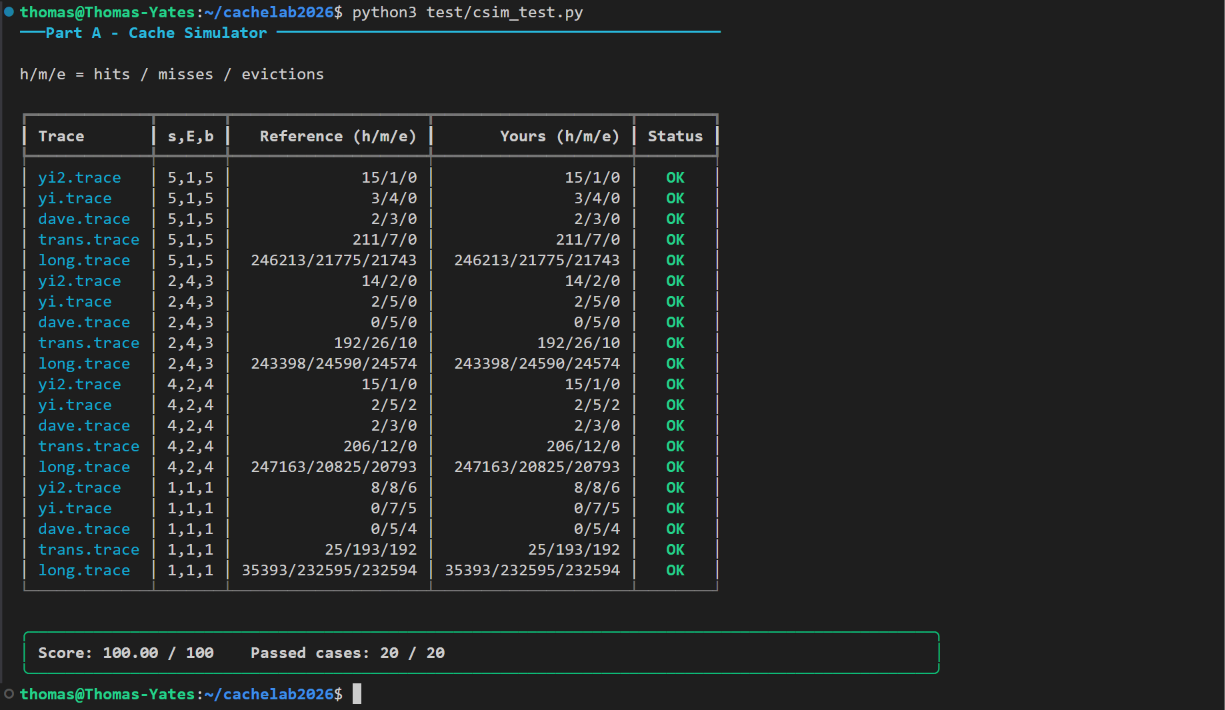 thomas@Thomas-Yates:~/cachelab2026$ python3 test/csim_test.py
Part A - Cache Simulator
h/m/e = hits / misses / evictions
Trace s,E,b Reference (h/m/e) Yours (h/m/e) Status
yi2.trace 5,1,5 15/1/0 15/1/0 OK
yi.trace 5,1,5 3/4/0 3/4/0 OK
dave.trace 5,1,5 2/3/0 2/3/0 OK
trans.trace 5,1,5 211/7/0 211/7/0 OK
long.trace 5,1,5 246213/21775/21743 246213/21775/21743 OK
yi2.trace 2,4,3 14/2/0 14/2/0 OK
yi.trace 2,4,3 2/5/0 2/5/0 OK
dave.trace 2,4,3 0/5/0 0/5/0 OK
trans.trace 2,4,3 192/26/10 192/26/10 OK
long.trace 2,4,3 243398/24590/24574 243398/24590/24574 OK
yi2.trace 4,2,4 15/1/0 15/1/0 OK
yi.trace 4,2,4 2/5/2 2/5/2 OK
dave.trace 4,2,4 2/3/0 2/3/0 OK
trans.trace 4,2,4 206/12/0 206/12/0 OK
long.trace 4,2,4 247163/20825/20793 247163/20825/20793 OK
yi2.trace 1,1,1 8/8/6 8/8/6 OK
yi.trace 1,1,1 0/7/5 0/7/5 OK
dave.trace 1,1,1 0/5/4 0/5/4 OK
trans.trace 1,1,1 25/193/192 25/193/192 OK
long.trace 1,1,1 35393/232595/232594 35393/232595/232594 OK
Score: 100.00 / 100 Passed cases: 20 / 20
thomas@Thomas-Yates:~/cachelab2026$